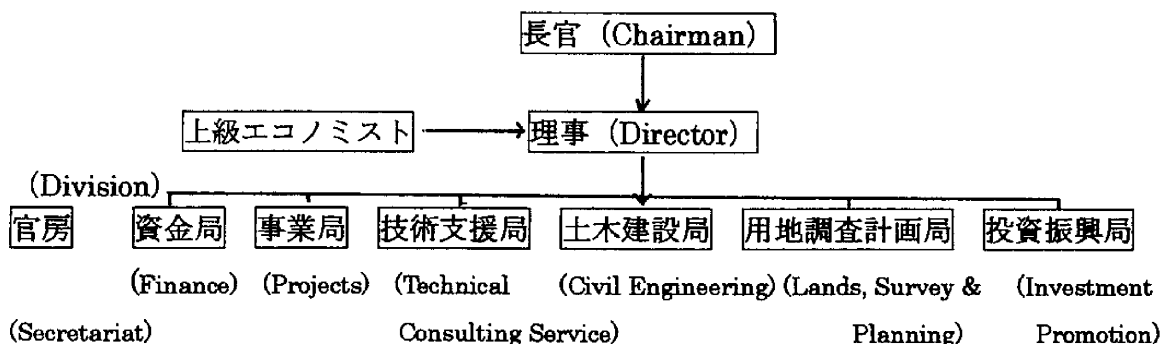 長官 (Chairman)
上級エコノミスト
理事 (Director)
(Division)
官房
資金局
事業局
技術支援局
土木建設局
用地調査計画局
投資振興局
(Finance) (Projects) (Technical (Civil Engineering) (Lands, Survey & (Investment
(Secretariat) Consulting Service) Planning) Promotion)